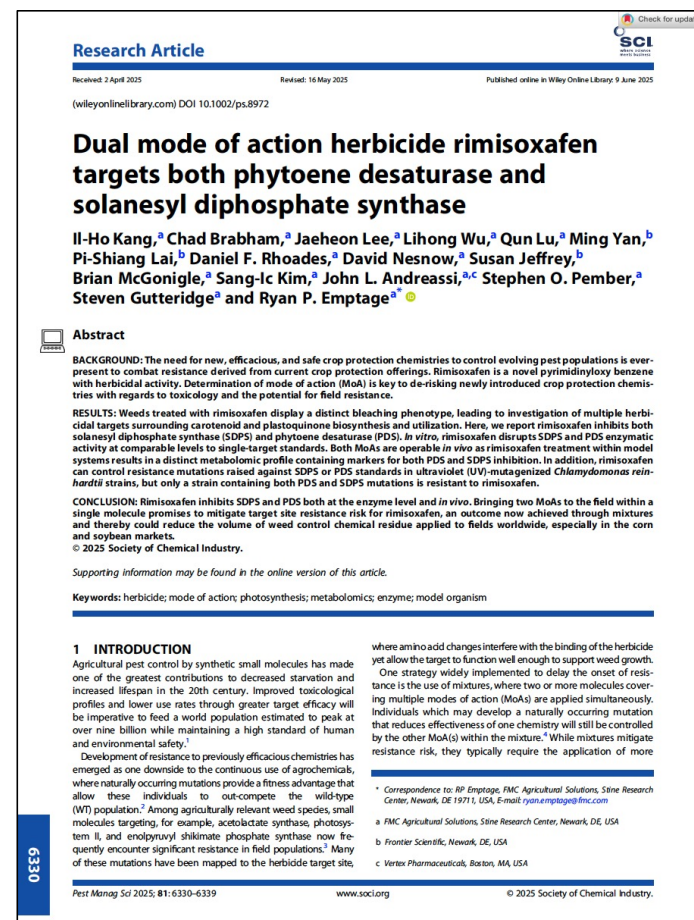 Check for updat
Research Article
SCI
where science
meets business
Received: 2 April 2025 Revised: 16 May 2025 Published online in Wiley Online Library: 9 June 2025
(wileyonlinelibrary.com) DOI 10.1002/ps.8972
Dual mode of action herbicide rimisoxafen
targets both phytoene desaturase and
solanesyl diphosphate synthase
Il-Ho Kang,a Chad Brabham,a Jaeheon Lee,a Lihong Wu,a Qun Lu,a Ming Yan,b
Pi-Shiang Lai,b Daniel F. Rhoades,a David Nesnow,a Susan Jeffrey,b
Brian McGonigle,a Sang-Ic Kim,a John L. Andreassi,a,c Stephen O. Pember,a
Steven Gutteridgea and Ryan P. Emptagea*
Abstract
BACKGROUND: The need for new, efficacious, and safe crop protection chemistries to control evolving pest populations is ever-
present to combat resistance derived from current crop protection offerings. Rimisoxafen is a novel pyrimidinyloxy benzene
with herbicidal activity. Determination of mode of action (MoA) is key to de-risking newly introduced crop protection chemis-
tries with regards to toxicology and the potential for field resistance.
RESULTS: Weeds treated with rimisoxafen display a distinct bleaching phenotype, leading to investigation of multiple herbi-
cidal targets surrounding carotenoid and plastoquinone biosynthesis and utilization. Here, we report rimisoxafen inhibits both
solanesyl diphosphate synthase (SDPS) and phytoene desaturase (PDS). In vitro, rimisoxafen disrupts SDPS and PDS enzymatic
activity at comparable levels to single-target standards. Both MoAs are operable in vivo as rimisoxafen treatment within model
systems results in a distinct metabolomic profile containing markers for both PDS and SDPS inhibition. In addition, rimisoxafen
can control resistance mutations raised against SDPS or PDS standards in ultraviolet (UV)-mutagenized Chlamydomonas rein-
hardtii strains, but only a strain containing both PDS and SDPS mutations is resistant to rimisoxafen.
CONCLUSION: Rimisoxafen inhibits SDPS and PDS both at the enzyme level and in vivo. Bringing two MoAs to the field within a
single molecule promises to mitigate target site resistance risk for rimisoxafen, an outcome now achieved through mixtures
and thereby could reduce the volume of weed control chemical residue applied to fields worldwide, especially in the corn
and soybean markets.
© 2025 Society of Chemical Industry.
Supporting information may be found in the online version of this article.
Keywords: herbicide; mode of action; photosynthesis; metabolomics; enzyme; model organism
1 INTRODUCTION
Agricultural pest control by synthetic small molecules has made
one of the greatest contributions to decreased starvation and
increased lifespan in the 20th century. Improved toxicological
profiles and lower use rates through greater target efficacy will
be imperative to feed a world population estimated to peak at
over nine billion while maintaining a high standard of human
and environmental safety.1
Development of resistance to previously efficacious chemistries has
emerged as one downside to the continuous use of agrochemicals,
where naturally occurring mutations provide a fitness advantage that
allow these individuals to out-compete the wild-type
(WT) population.2 Among agriculturally relevant weed species, small
molecules targeting, for example, acetolactate synthase, photosys-
tem II, and enolpyruvyl shikimate phosphate synthase now fre-
quently encounter significant resistance in field populations.3 Many
of these mutations have been mapped to the herbicide target site,
where amino acid changes interfere with the binding of the herbicide
yet allow the target to function well enough to support weed growth.
One strategy widely implemented to delay the onset of resis-
tance is the use of mixtures, where two or more molecules cover-
ing multiple modes of action (MoAs) are applied simultaneously.
Individuals which may develop a naturally occurring mutation
that reduces effectiveness of one chemistry will still be controlled
by the other MoA(s) within the mixture.4 While mixtures mitigate
resistance risk, they typically require the application of more
* Correspondence to: RP Emptage, FMC Agricultural Solutions, Stine Research
Center, Newark, DE 19711, USA, E-mail: ryan.emptage@fmc.com
a FMC Agricultural Solutions, Stine Research Center, Newark, DE, USA
b Frontier Scientific, Newark, DE, USA
c Vertex Pharmaceuticals, Boston, MA, USA
6330
Pest Manag Sci 2025; 81: 6330–6339 www.soci.org © 2025 Society of Chemical Industry.